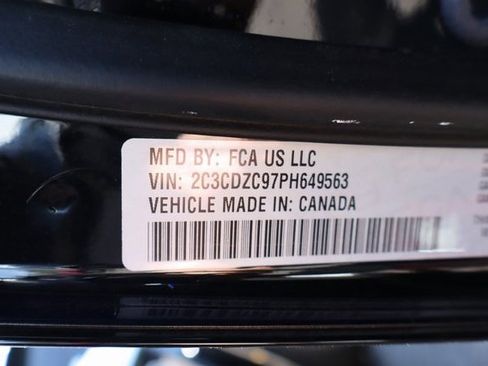 MFD BY: FCA US LLC
VIN: 2C3CDZC97PH649563
VEHICLE MADE IN: CANADA